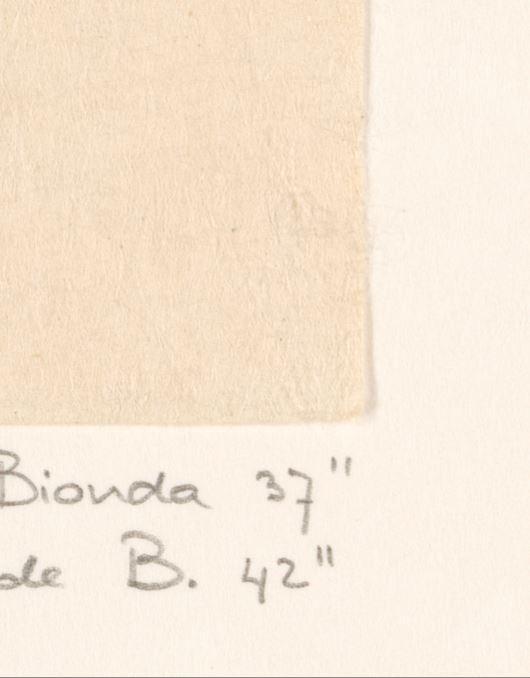 Bionda 37"
de B. 42"